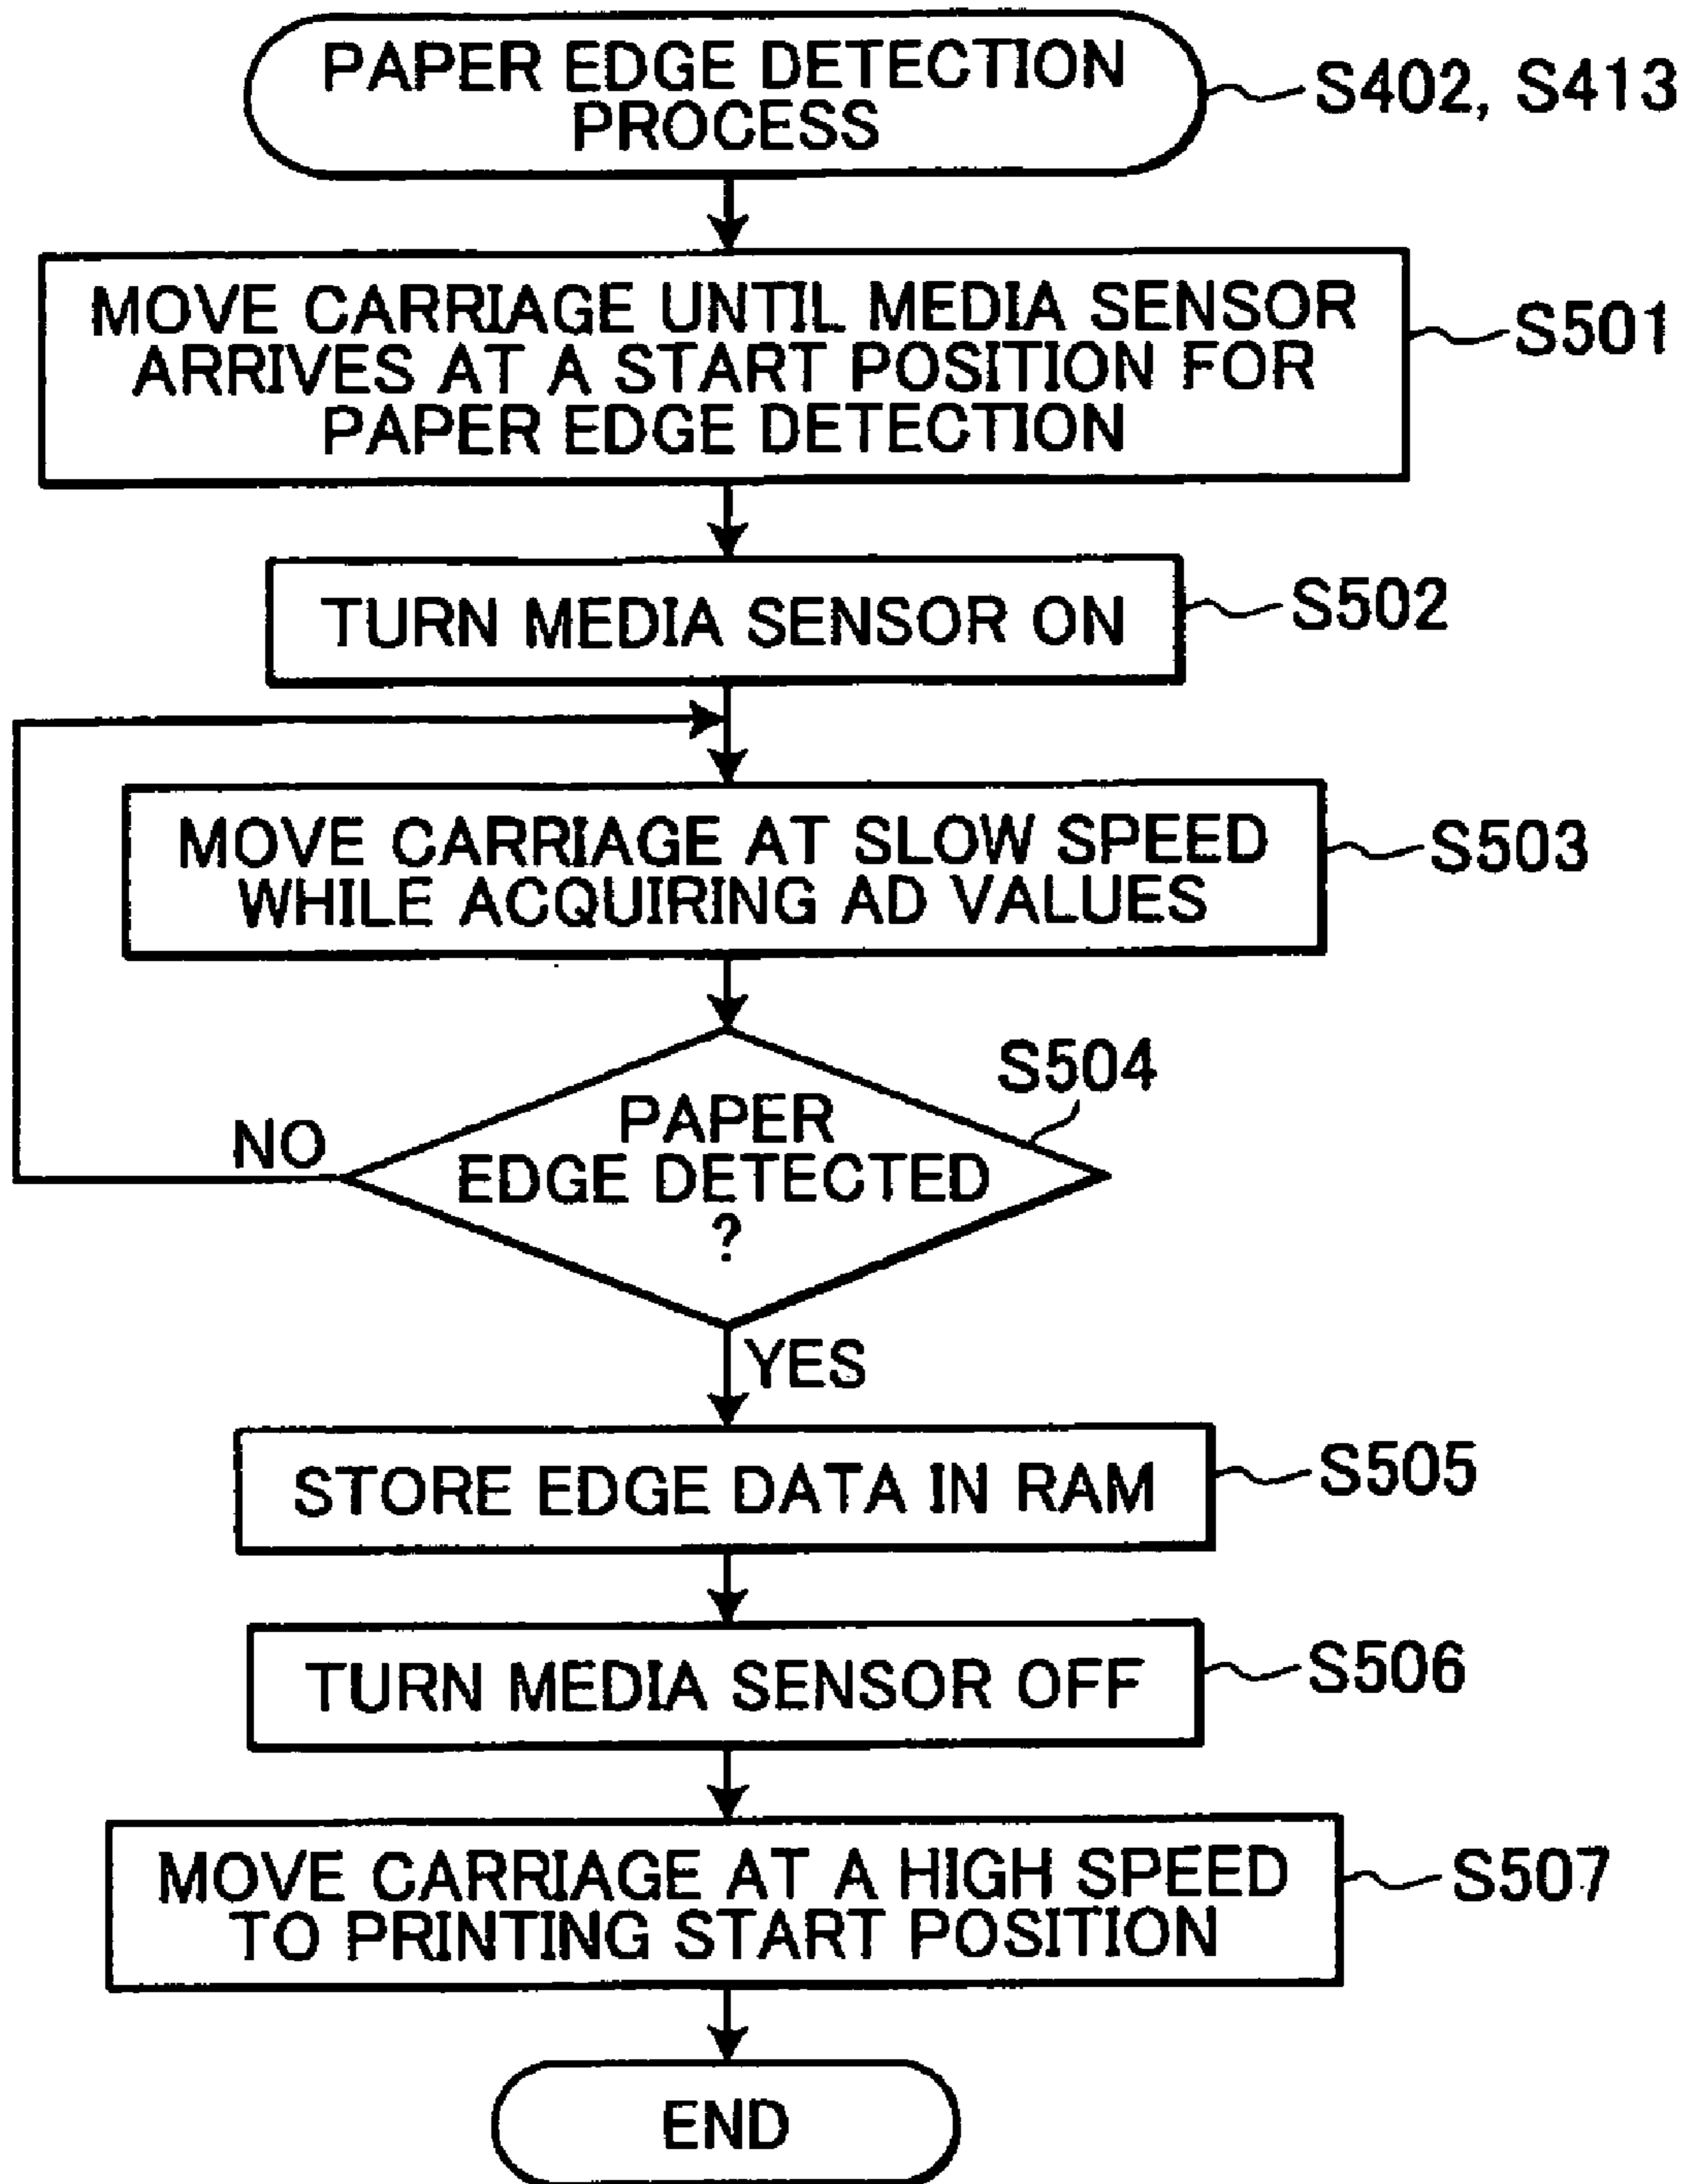 PAPER EDGE DETECTION
PROCESS
S402, S413
MOVE CARRIAGE UNTIL MEDIA SENSOR
ARRIVES AT A START POSITION FOR
PAPER EDGE DETECTION
S501
TURN MEDIA SENSOR ON
S502
MOVE CARRIAGE AT SLOW SPEED
WHILE ACQUIRING AD VALUES
S503
S504
PAPER
EDGE DETECTED
?
NO
YES
STORE EDGE DATA IN RAM
S505
TURN MEDIA SENSOR OFF
S506
MOVE CARRIAGE AT A HIGH SPEED
TO PRINTING START POSITION
S507
END